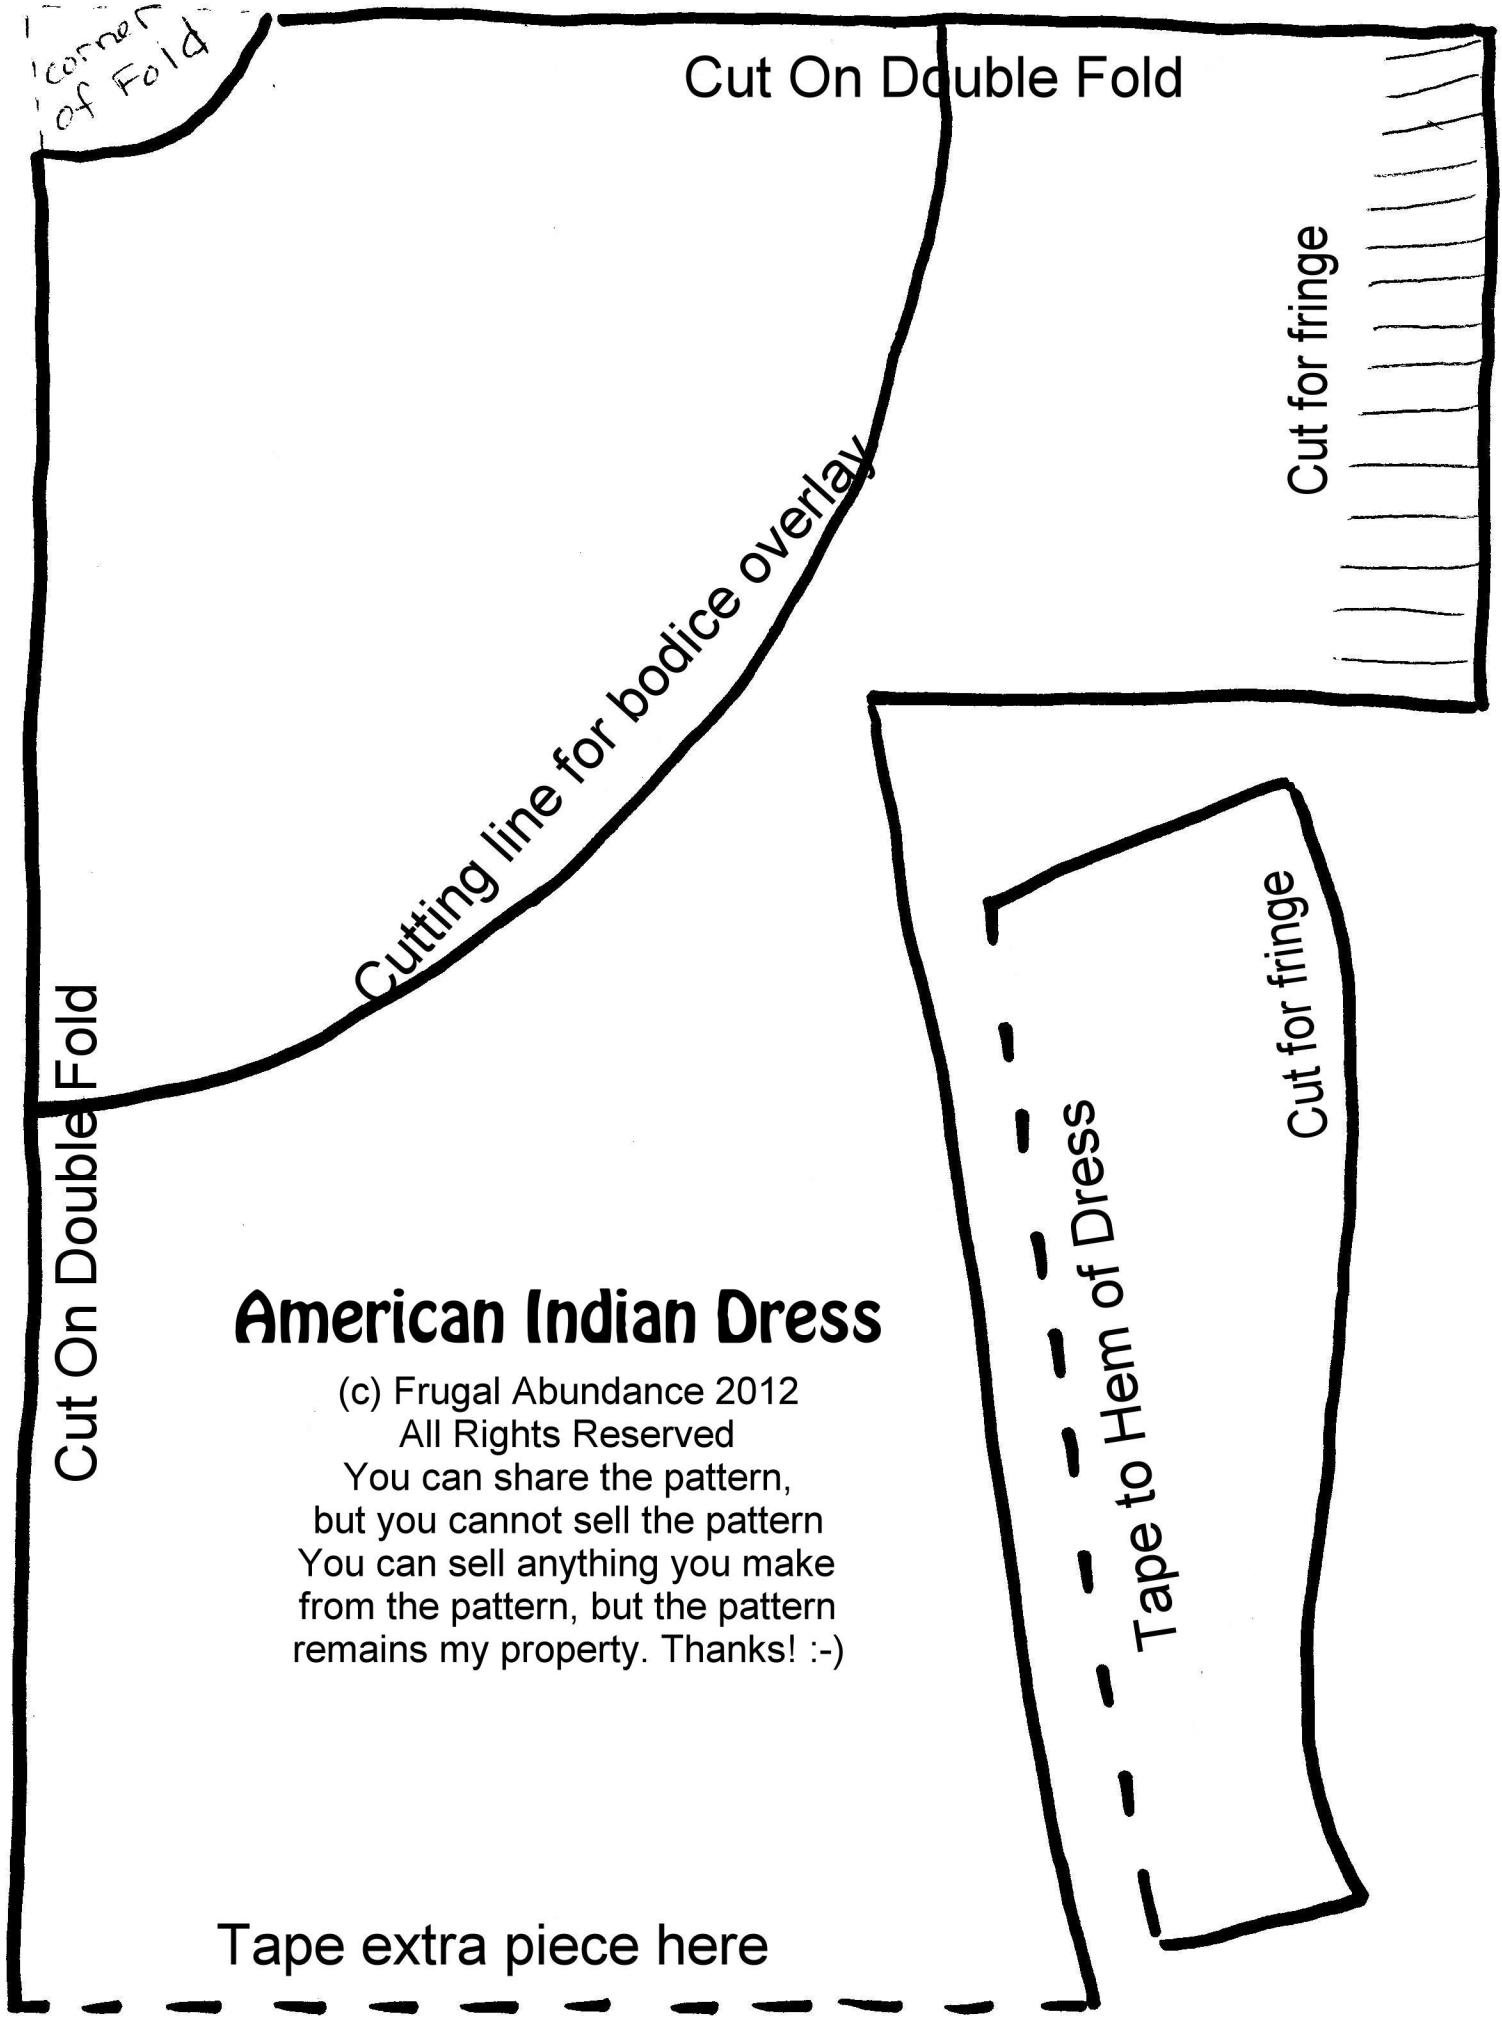 corner
of Fold
Cut On Double Fold
Cut for fringe
Cutting line for bodice overlay
Cut On Double Fold
Cut for fringe
Tape to Hem of Dress
American Indian Dress
(c) Frugal Abundance 2012
All Rights Reserved
You can share the pattern,
but you cannot sell the pattern
You can sell anything you make
from the pattern, but the pattern
remains my property. Thanks! :-)
Tape extra piece here